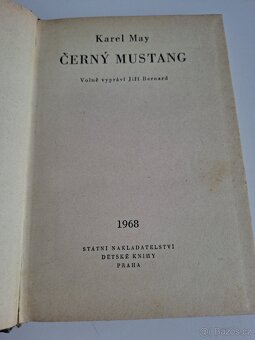 Karel May
ČERNÝ MUSTANG
Volně vypráví Jiří Bernard
1968
STÁTNÍ NAKLADATELSTVÍ
DĚTSKÉ KNIHY
PRAHA